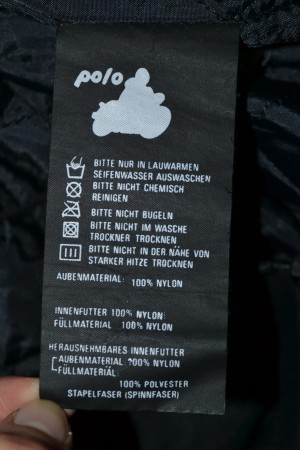 polo
BITTE NUR IN LAUWARMEN
SEIFENWASSER AUSWASCHEN
BITTE NICHT CHEMISCH
REINIGEN
BITTE NICHT BUGELN
BITTE NICHT IM WASCHE
TROCKNER TROCKNEN
BITTE NICHT IN DER NÄHE VON
STARKER HITZE TROCKNEN
AUBENMATERIAL: 100% NYLON
INNENFUTTER 100% NYLON
FÜLLMATERIAL 100% NYLON
HERAUSNEHMBARES INNENFUTTER
AUBENMATERIAL: 200% NYLON
FÜLLMATERIÄL:
100% POLYESTER
STAPELFASER (SPINNFASER)